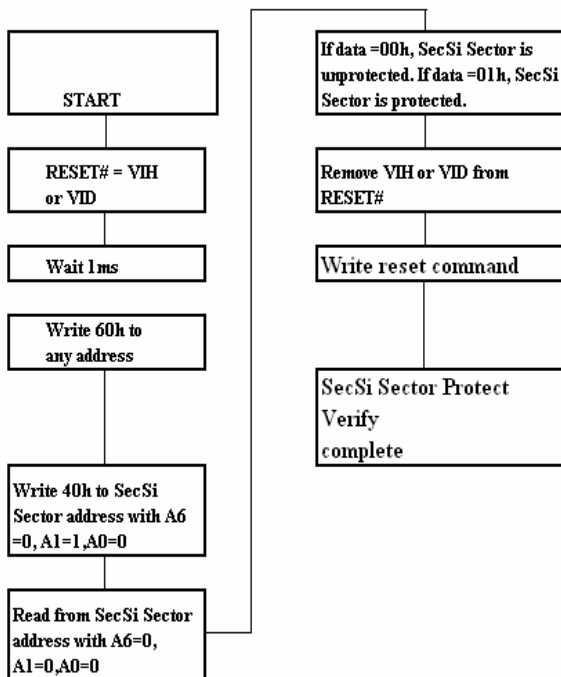 START
RESET# = VIH
or VID
Wait 1ms
Write 60h to
any address
Write 40h to SecSi
Sector address with A6
=0, A1=1,A0=0
Read from SecSi Sector
address with A6=0,
A1=0,A0=0
If data =00h, SecSi Sector is
unprotected. If data =01h, SecSi
Sector is protected.
Remove VIH or VID from
RESET#
Write reset command
SecSi Sector Protect
Verify
complete